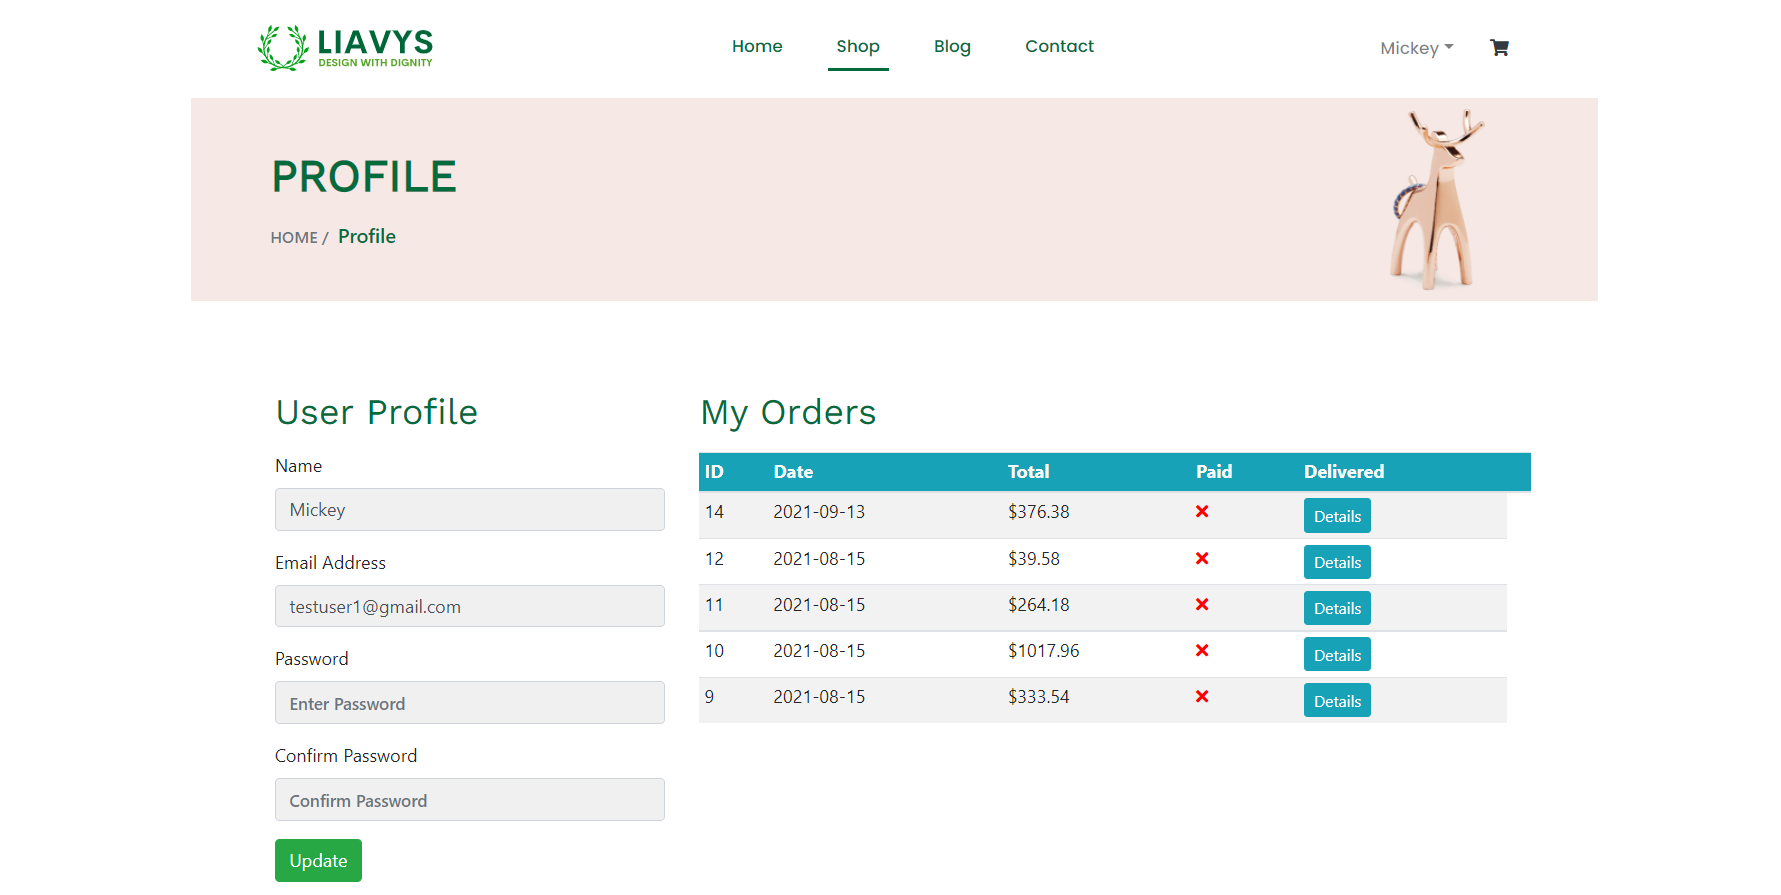 LIAVYS
DESIGN WITH DIGNITY
Home Shop Blog Contact
Mickey
PROFILE
HOME / Profile
User Profile
Name
Mickey
Email Address
testuser1@gmail.com
Password
Enter Password
Confirm Password
Confirm Password
Update
My Orders
ID Date Total Paid Delivered
14 2021-09-13 $376.38 Details
12 2021-08-15 $39.58 Details
11 2021-08-15 $264.18 Details
10 2021-08-15 $1017.96 Details
9 2021-08-15 $333.54 Details